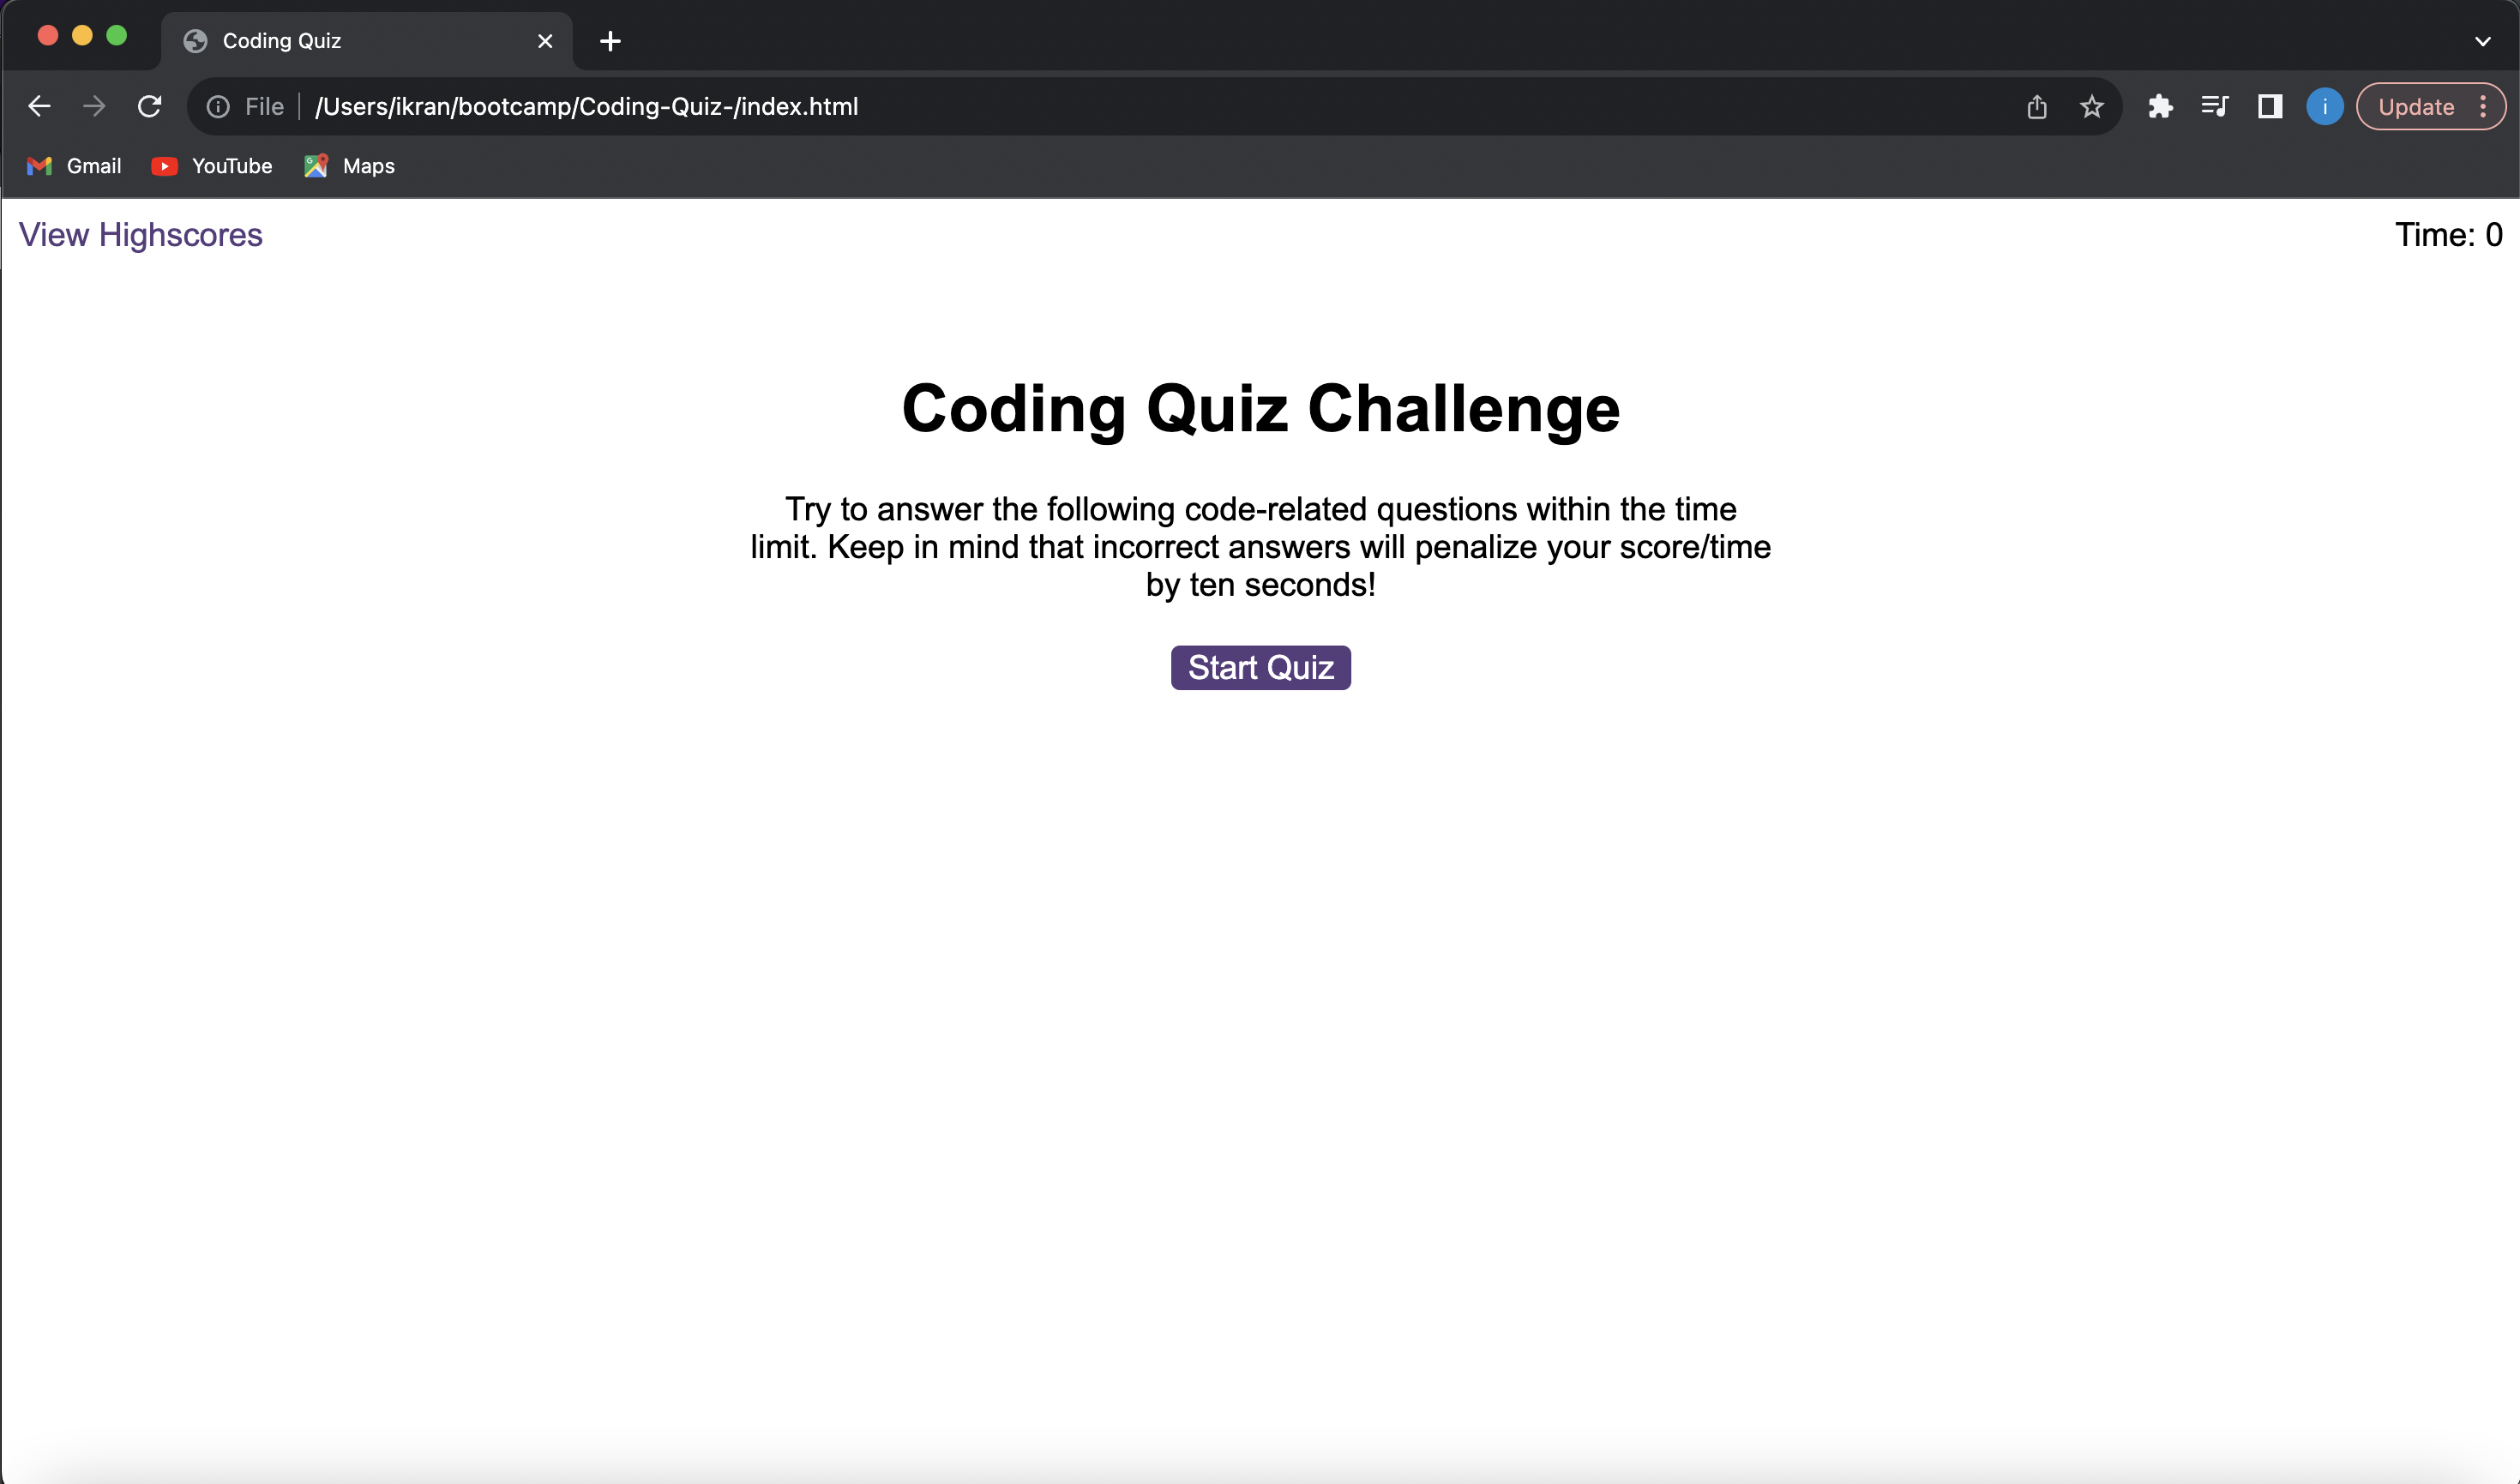 Coding Quiz
File /Users/ikran/bootcamp/Coding-Quiz-/index.html
i
Update
Gmail YouTube Maps
View Highscores Time: 0
Coding Quiz Challenge
Try to answer the following code-related questions within the time
limit. Keep in mind that incorrect answers will penalize your score/time
by ten seconds!
Start Quiz